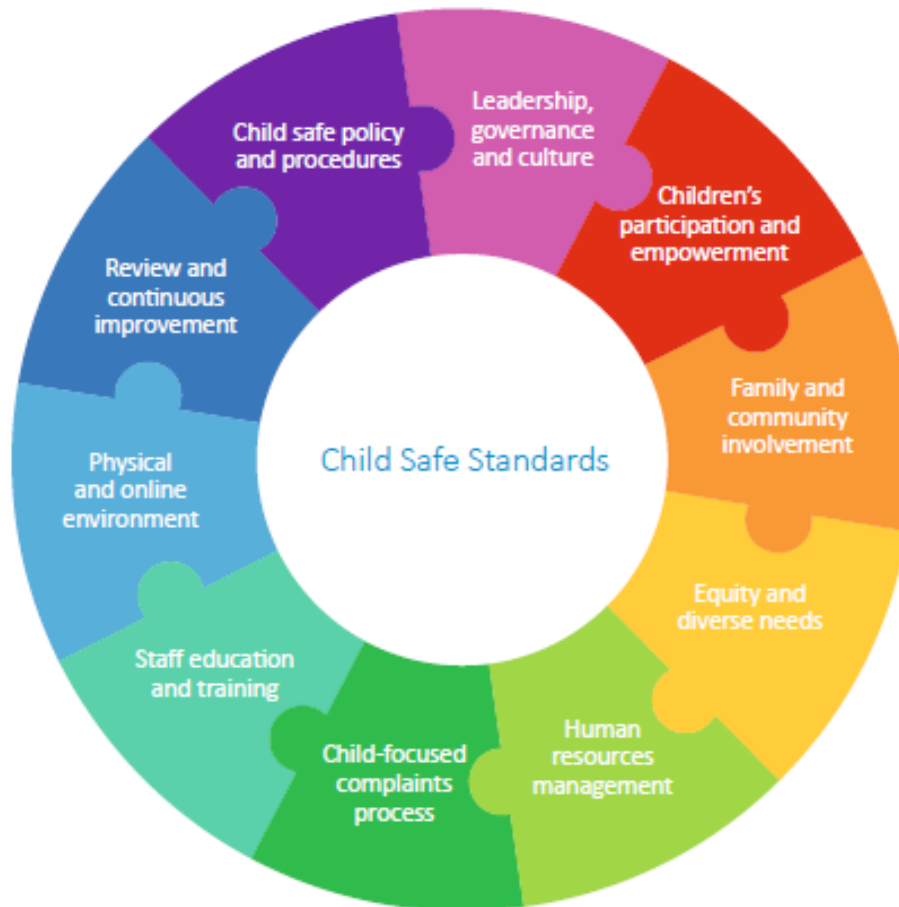 Leadership,
governance
and culture
Children's
participation and
empowerment
Family and
community
involvement
Equity and
diverse needs
Human
resources
management
Child-focused
complaints
process
Staff education
and training
Physical
and online
environment
Review and
continuous
improvement
Child safe policy
and procedures
Child Safe Standards